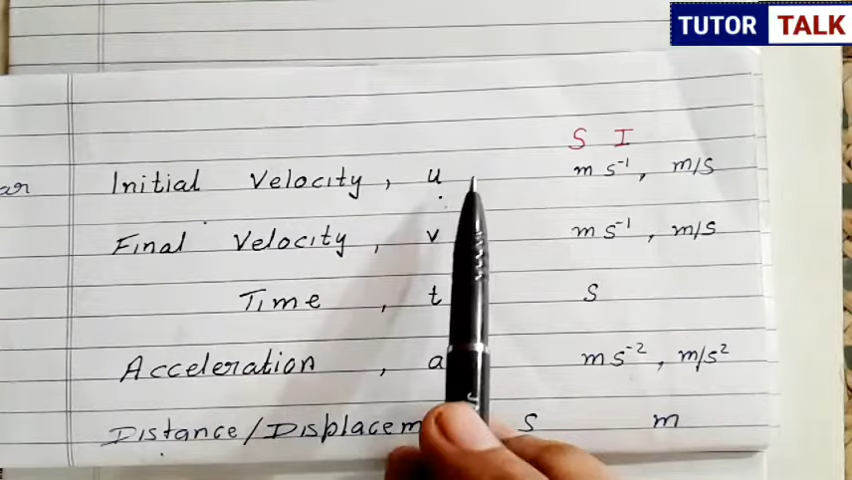 TUTOR TALK
S I
Initial Velocity, u m s⁻¹, m/s
Final Velocity, v m s⁻¹, m/s
Time, t s
Acceleration, a m s⁻², m/s²
Distance/Displacem s m